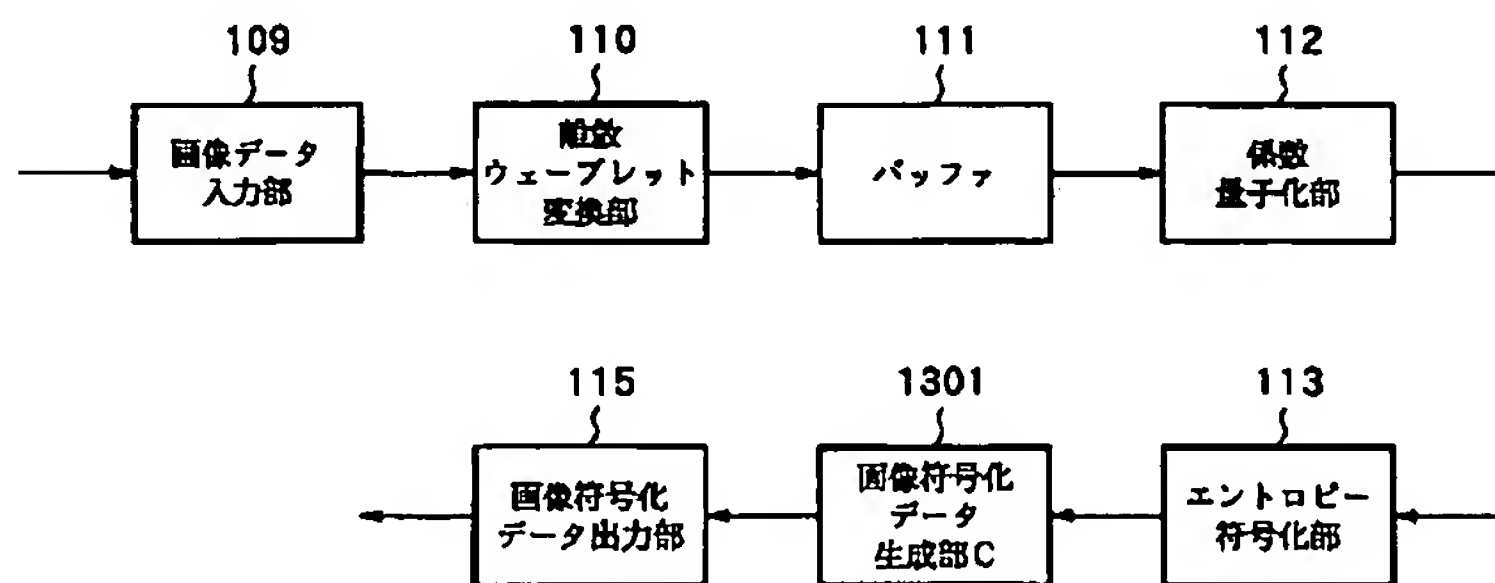 109
画像データ
入力部
110
離散
ウェーブレット
変換部
111
バッファ
112
係数
量子化部
115
画像符号化
データ出力部
1301
画像符号化
データ
生成部C
113
エントロピー
符号化部